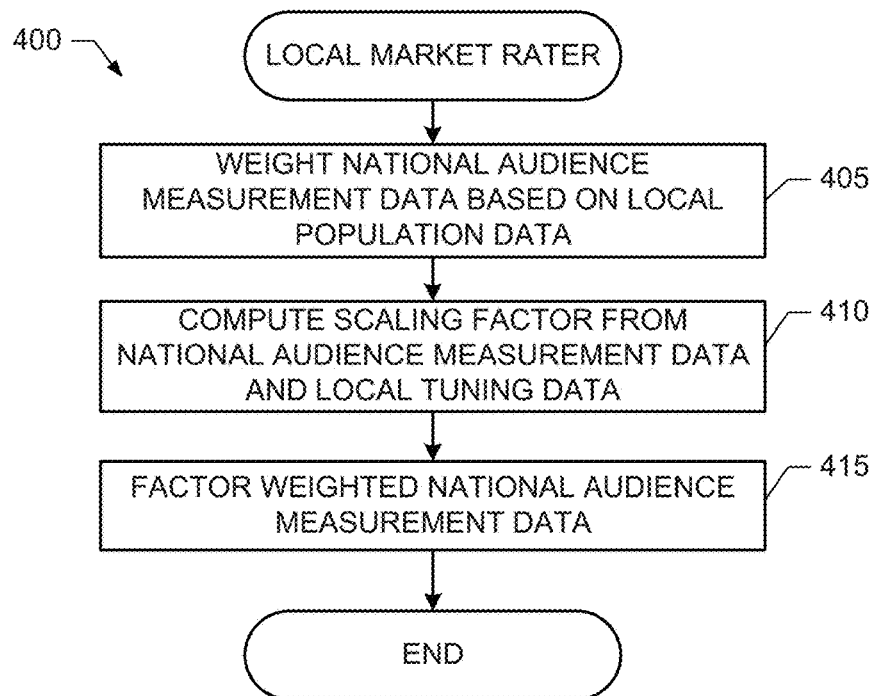 400
LOCAL MARKET RATER
WEIGHT NATIONAL AUDIENCE
MEASUREMENT DATA BASED ON LOCAL
POPULATION DATA
405
COMPUTE SCALING FACTOR FROM
NATIONAL AUDIENCE MEASUREMENT DATA
AND LOCAL TUNING DATA
410
FACTOR WEIGHTED NATIONAL AUDIENCE
MEASUREMENT DATA
415
END